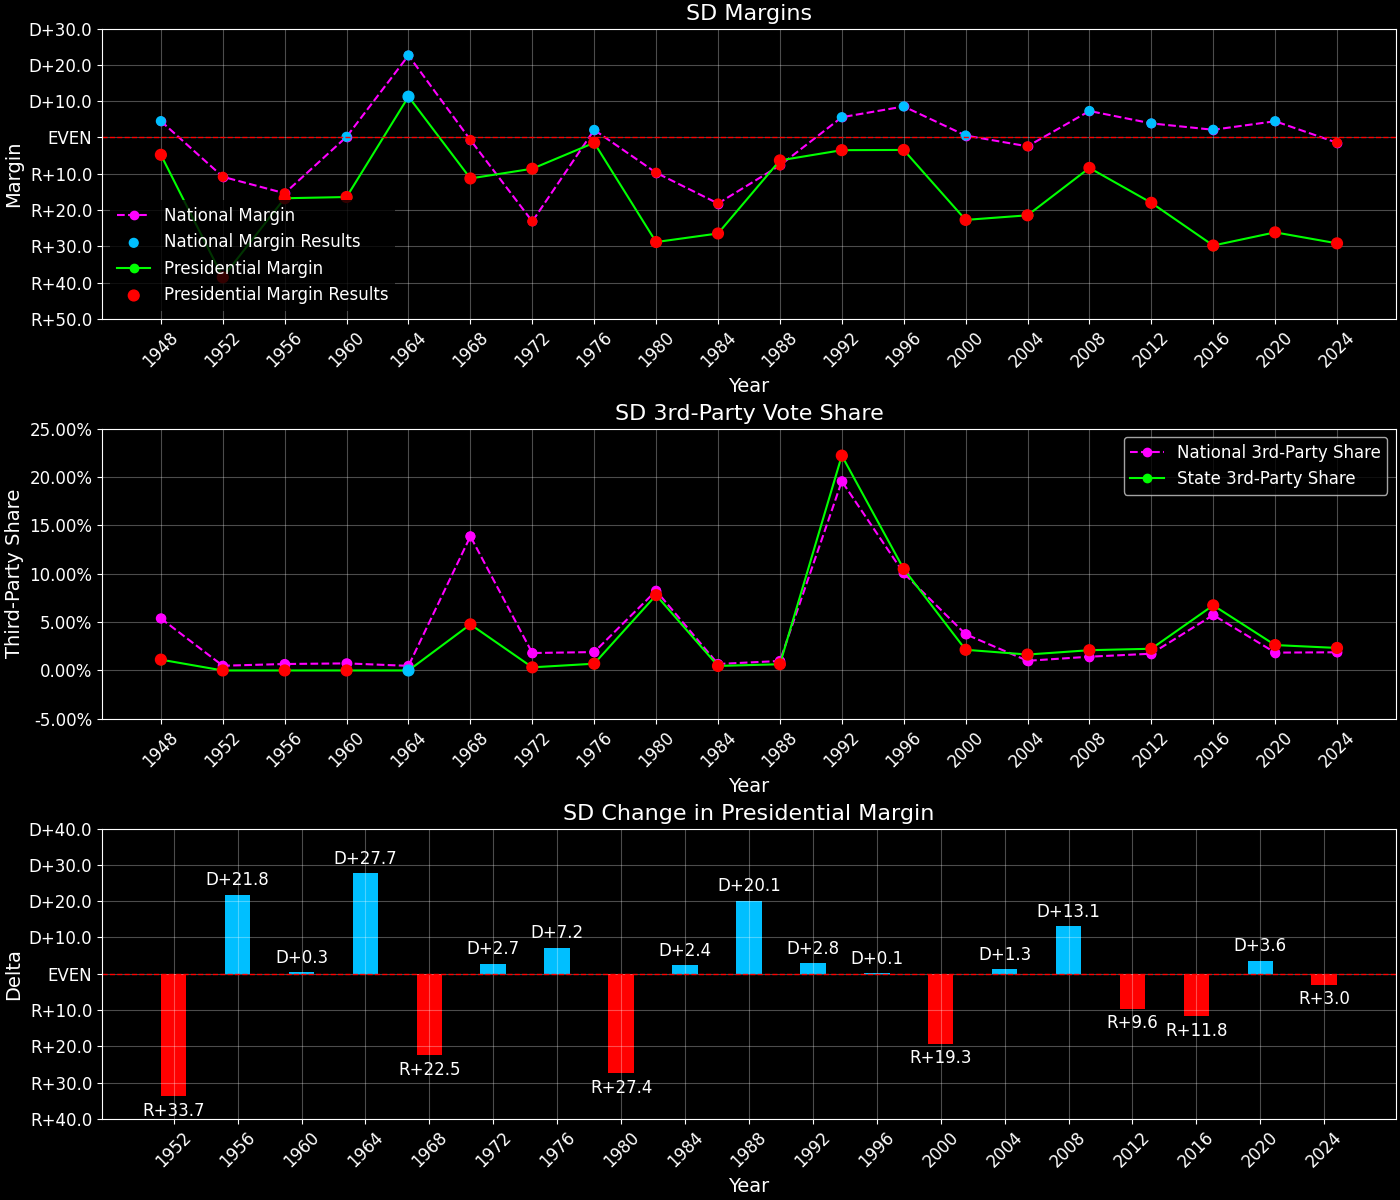 SD Margins
D+30.0
D+20.0
D+10.0
EVEN
R+10.0
R+20.0
R+30.0
R+40.0
R+50.0
Margin
National Margin
National Margin Results
Presidential Margin
Presidential Margin Results
1948 1952 1956 1960 1964 1968 1972 1976 1980 1984 1988 1992 1996 2000 2004 2008 2012 2016 2020 2024
Year
SD 3rd-Party Vote Share
25.00%
20.00%
15.00%
10.00%
5.00%
0.00%
-5.00%
Third-Party Share
National 3rd-Party Share
State 3rd-Party Share
1948 1952 1956 1960 1964 1968 1972 1976 1980 1984 1988 1992 1996 2000 2004 2008 2012 2016 2020 2024
Year
SD Change in Presidential Margin
D+40.0
D+30.0
D+20.0
D+10.0
EVEN
R+10.0
R+20.0
R+30.0
R+40.0
Delta
R+33.7
D+21.8
D+0.3
D+27.7
R+22.5
D+2.7
D+7.2
R+27.4
D+2.4
D+20.1
D+2.8
D+0.1
R+19.3
D+1.3
D+13.1
R+9.6
R+11.8
D+3.6
R+3.0
1952 1956 1960 1964 1968 1972 1976 1980 1984 1988 1992 1996 2000 2004 2008 2012 2016 2020 2024
Year